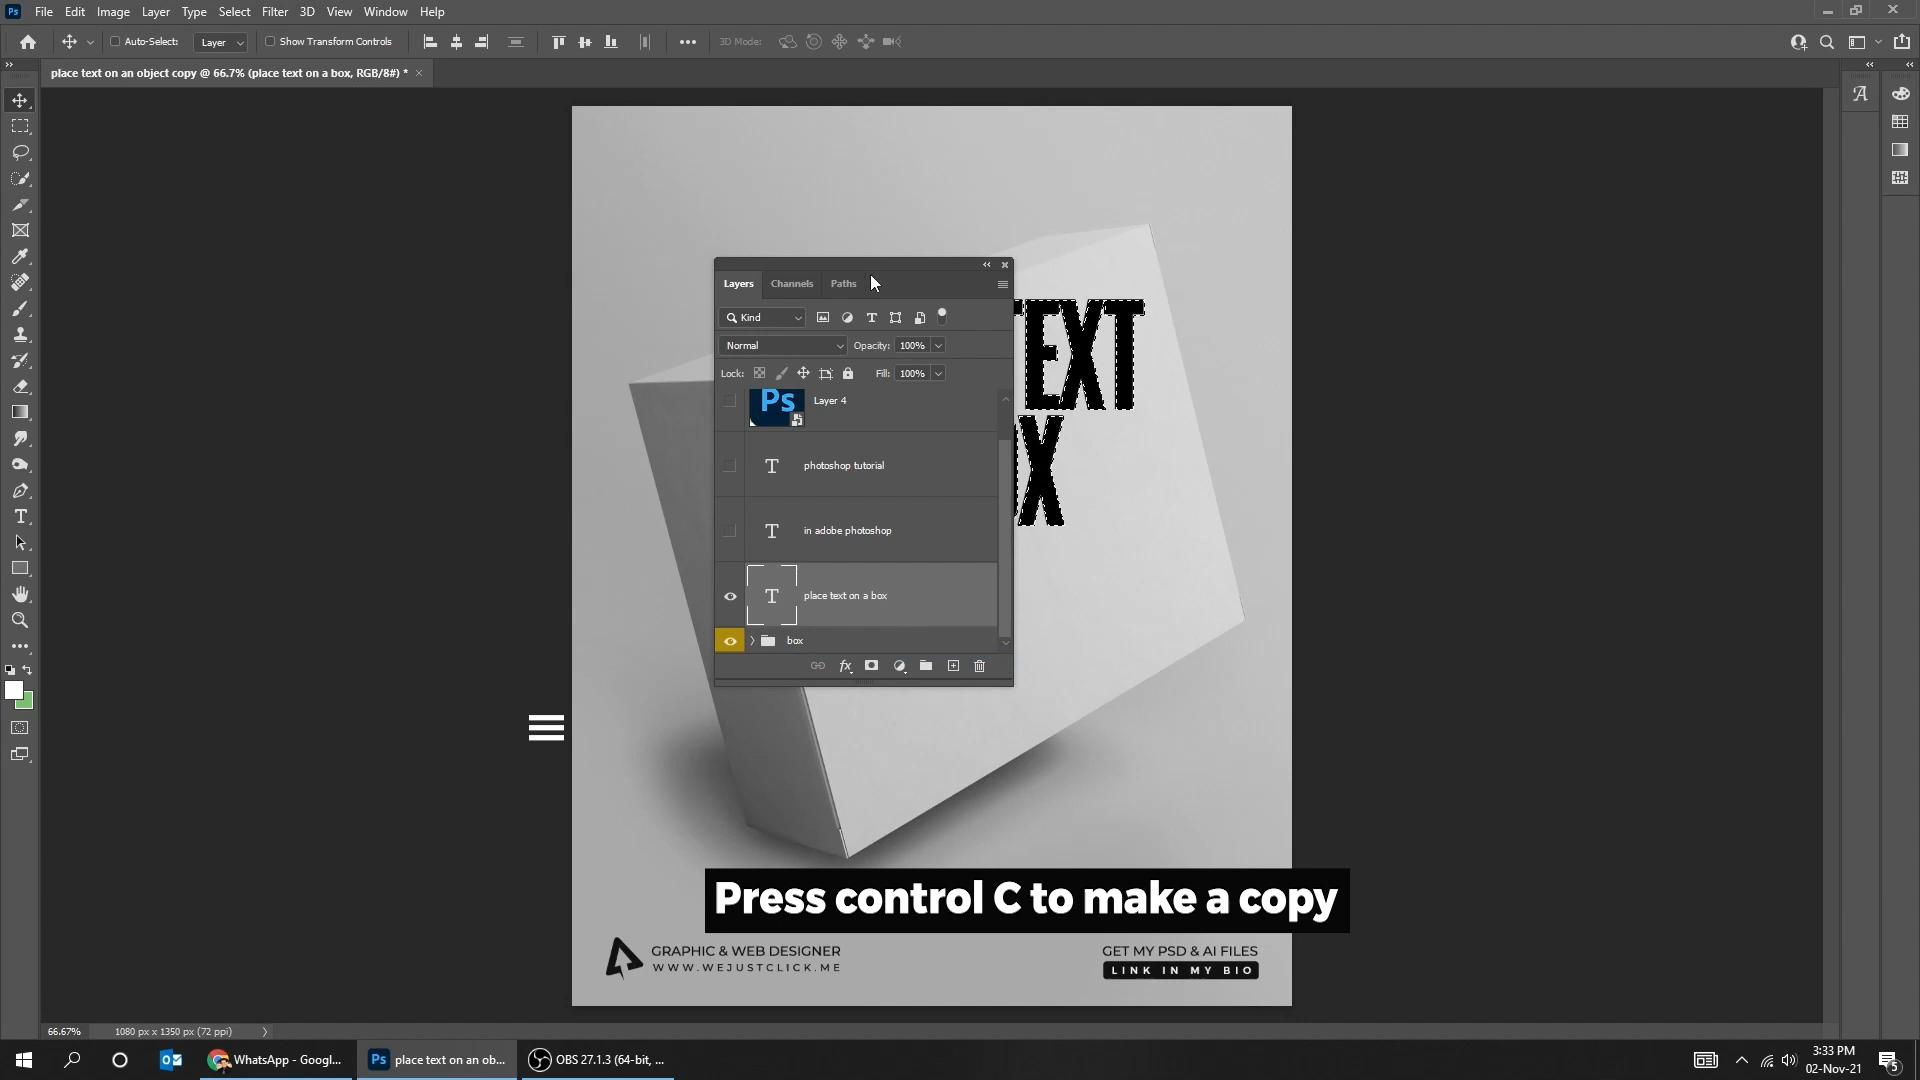 Ps File Edit Image Layer Type Select Filter 3D View Window Help
Auto-Select: Layer Show Transform Controls 3D Mode:
place text on an object copy @ 66.7% (place text on a box, RGB/8#) *
TEXT
Layers Channels Paths
Kind
Normal Opacity: 100%
Lock: Fill: 100%
Ps Layer 4
photoshop tutorial
in adobe photoshop
place text on a box
box
fx
Press control C to make a copy
GRAPHIC & WEB DESIGNER
WWW.WEJUSTCLICK.ME
GET MY PSD & AI FILES
LINK IN MY BIO
66.67% 1080 px x 1350 px (72 ppi)
WhatsApp - Googl...
Ps place text on an ob...
OBS 27.1.3 (64-bit, ...
3:33 PM
02-Nov-21
5